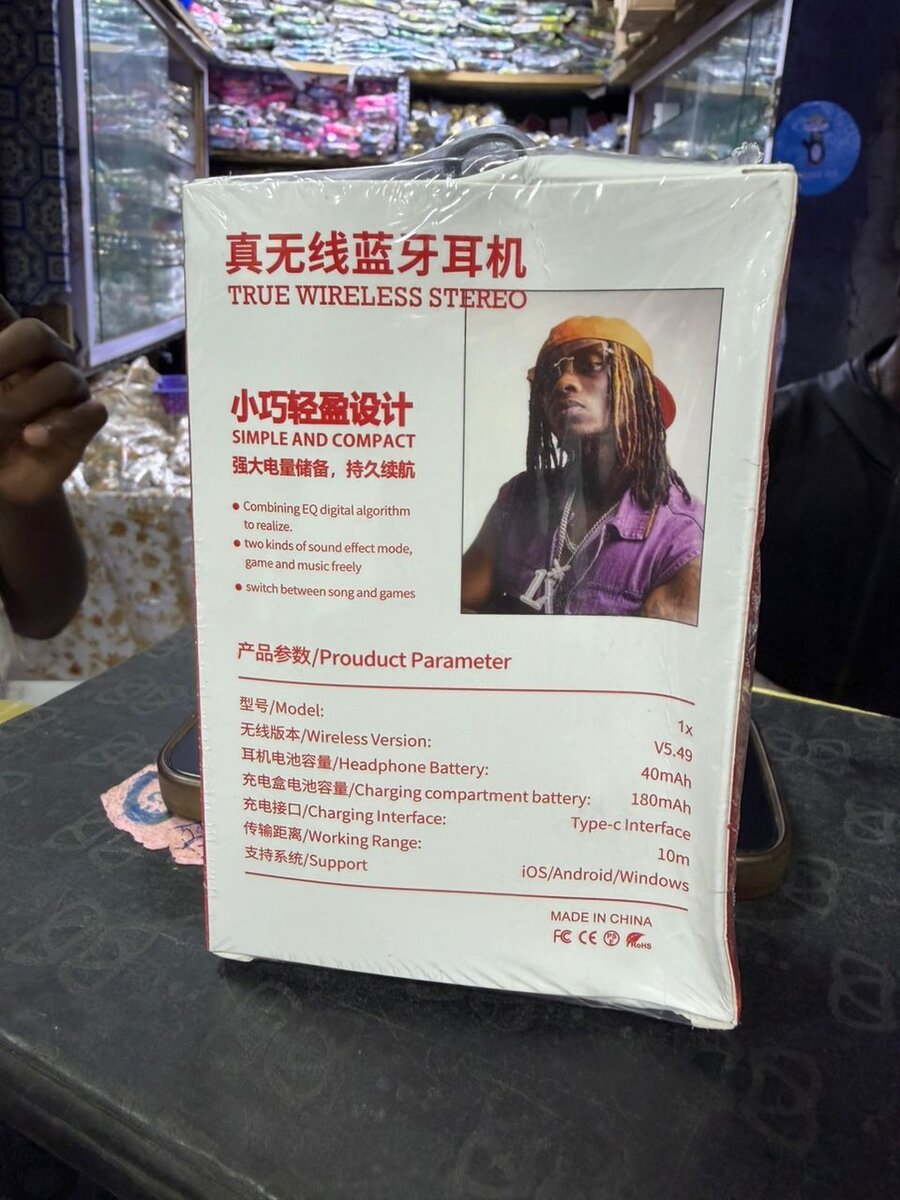 真无线蓝牙耳机
TRUE WIRELESS STEREO
小巧轻盈设计
SIMPLE AND COMPACT
强大电量储备，持久续航
• Combining EQ digital algorithm
to realize.
• two kinds of sound effect mode,
game and music freely
• switch between song and games
产品参数/Prouduct Parameter
型号/Model: 1x
无线版本/Wireless Version: V5.49
耳机电池容量/Headphone Battery: 40mAh
充电盒电池容量/Charging compartment battery: 180mAh
充电接口/Charging Interface: Type-c Interface
传输距离/Working Range: 10m
支持系统/Support iOS/Android/Windows
MADE IN CHINA
FC CE PSE RoHS